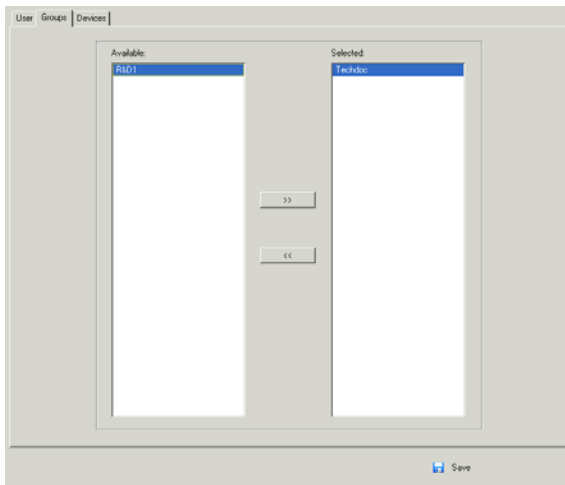 User Groups Devices
Available: Selected:
R&D1 Techdoc
>>
<<
Save